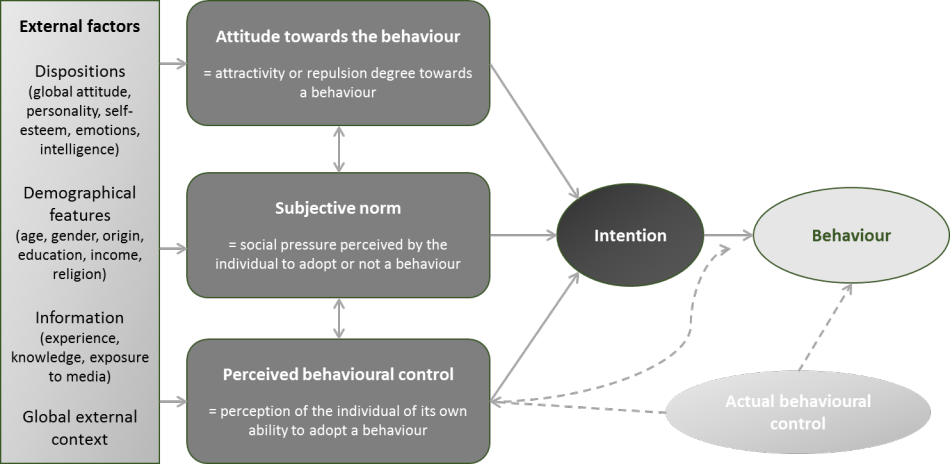 External factors
Dispositions
(global attitude,
personality, self-
esteem, emotions,
intelligence)
Demographical
features
(age, gender, origin,
education, income,
religion)
Information
(experience,
knowledge, exposure
to media)
Global external
context
Attitude towards the behaviour
= attractivity or repulsion degree towards
a behaviour
Subjective norm
= social pressure perceived by the
individual to adopt or not a behaviour
Perceived behavioural control
= perception of the individual of its own
ability to adopt a behaviour
Intention
Behaviour
Actual behavioural
control